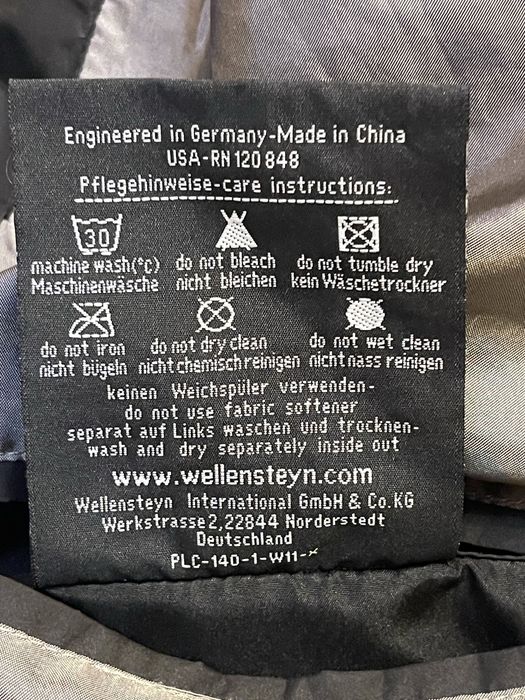 Engineered in Germany-Made in China
USA-RN 120 848
Pflegehinweise-care instructions:
30
machine wash(°c) do not bleach do not tumble dry
Maschinenwäsche nicht bleichen kein Wäschetrockner
do not iron do not dry clean do not wet clean
nicht bügeln nicht chemisch reinigen nicht nass reinigen
keinen Weichspüler verwenden-
do not use fabric softener
separat auf Links waschen und trocknen-
wash and dry separately inside out
www.wellensteyn.com
Wellensteyn International GmbH & Co.KG
Werkstrasse 2, 22844 Norderstedt
Deutschland
PLC-140-1-W11-